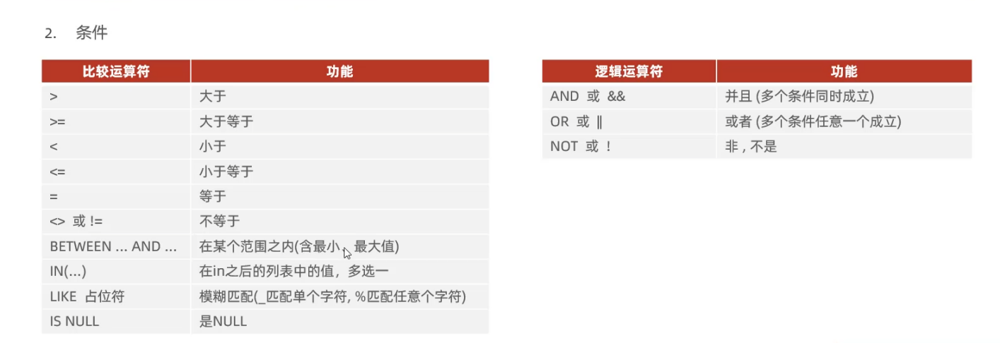 2. 条件
比较运算符 功能
> 大于
>= 大于等于
< 小于
<= 小于等于
= 等于
<> 或 != 不等于
BETWEEN ... AND ... 在某个范围之内(含最小、最大值)
IN(...) 在in之后的列表中的值，多选一
LIKE 占位符 模糊匹配(_匹配单个字符, %匹配任意个字符)
IS NULL 是NULL
逻辑运算符 功能
AND 或 && 并且 (多个条件同时成立)
OR 或 || 或者 (多个条件任意一个成立)
NOT 或 ! 非 , 不是